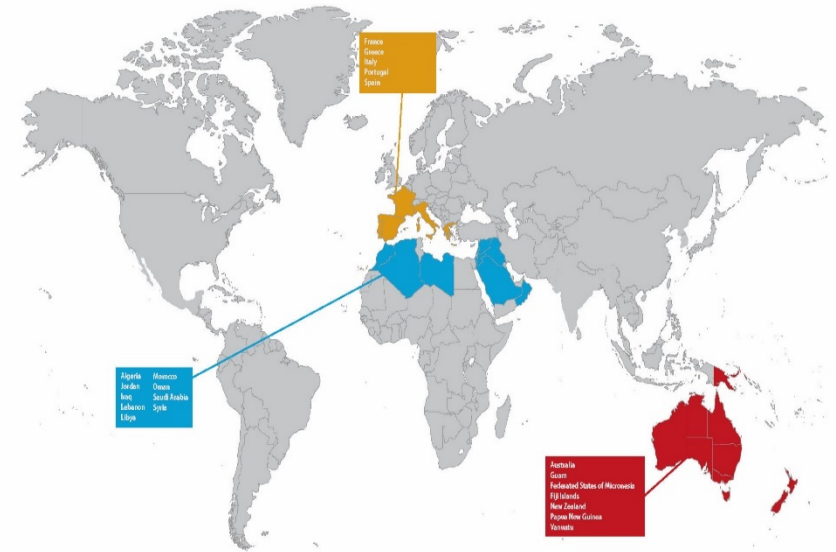 France
Greece
Italy
Portugal
Spain
Algeria Morocco
Jordan Oman
Iraq Saudi Arabia
Lebanon Syria
Libya
Australia
Guam
Federated States of Micronesia
Fiji Islands
New Zealand
Papua New Guinea
Vanuatu